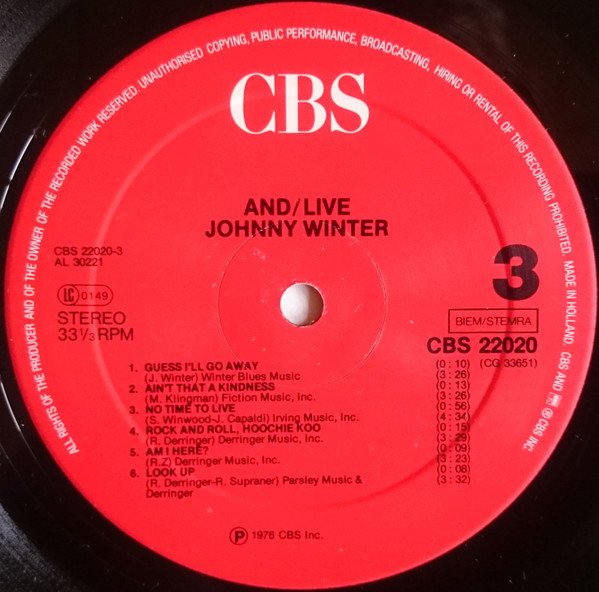 ALL RIGHTS OF THE PRODUCER AND OF THE OWNER OF THE RECORDED WORK RESERVED. UNAUTHORISED COPYING, PUBLIC PERFORMANCE, BROADCASTING, HIRING OR RENTAL OF THIS RECORDING PROHIBITED. MADE IN HOLLAND. CBS AND ® © CBS INC.
CBS
AND/LIVE
JOHNNY WINTER
CBS 22020-3
AL 30221
LC 0149
STEREO
33 1/3 RPM
3
BIEM/STEMRA
CBS 22020
(CG 33651)
1. GUESS I'LL GO AWAY (0 : 10)
(J. Winter) Winter Blues Music (3 : 26)
2. AIN'T THAT A KINDNESS (0 : 13)
(M. Klingman) Fiction Music, Inc. (3 : 26)
3. NO TIME TO LIVE (0 : 56)
(S. Winwood-J. Capaldi) Irving Music, Inc. (4 : 34)
4. ROCK AND ROLL, HOOCHIE KOO (0 : 15)
(R. Derringer) Derringer Music, Inc. (3 : 29)
5. AM I HERE? (0 : 09)
(R.Z) Derringer Music, Inc. (3 : 23)
6. LOOK UP (0 : 08)
(R. Derringer-R. Supraner) Parsley Music & (3 : 32)
Derringer
Ⓟ 1976 CBS Inc.